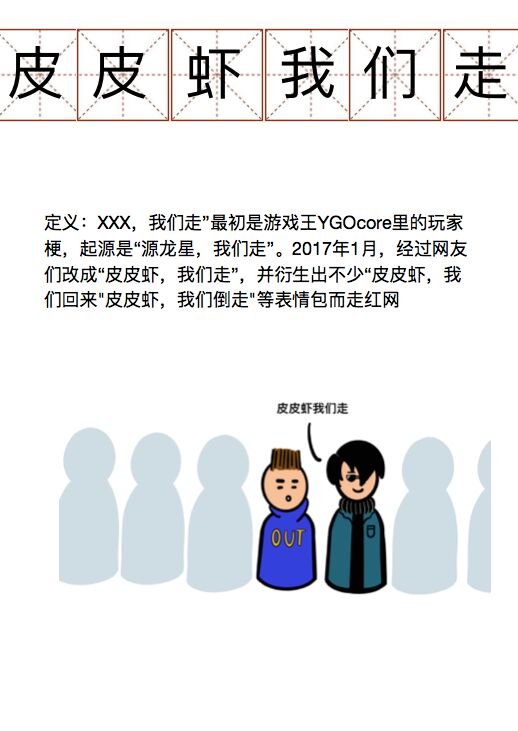 皮皮虾我们走
定义：XXX，我们走”最初是游戏王YGOcore里的玩家
梗，起源是“源龙星，我们走”。2017年1月，经过网友
们改成“皮皮虾，我们走”，并衍生出不少“皮皮虾，我
们回来"皮皮虾，我们倒走"等表情包而走红网
皮皮虾我们走
OUT